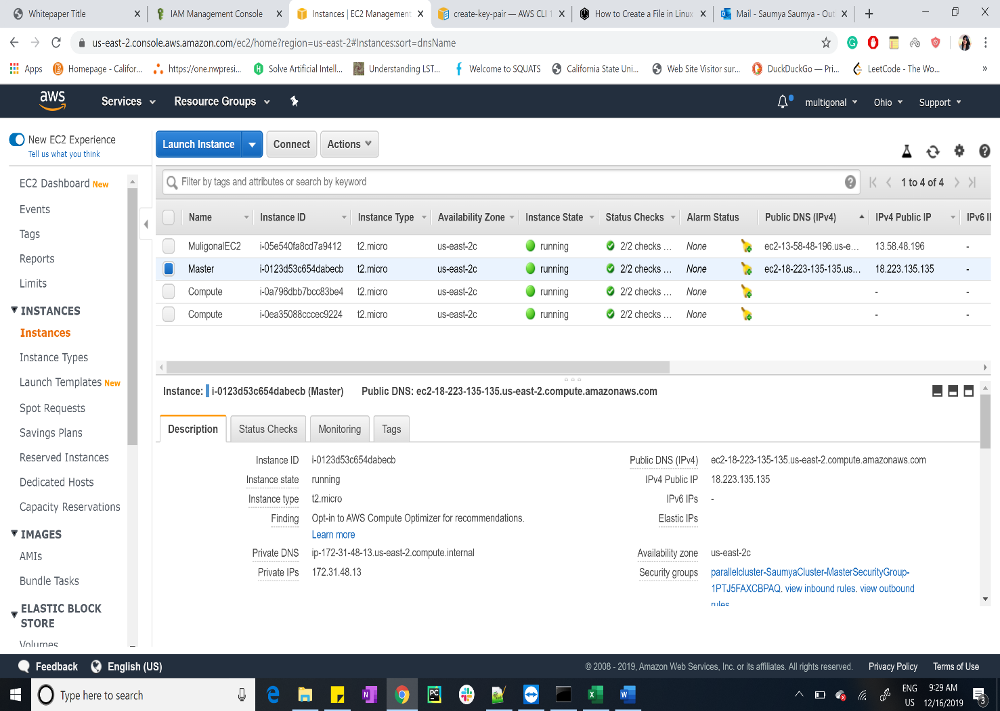 Whitepaper Title
IAM Management Console
Instances | EC2 Management
create-key-pair — AWS CLI 1
How to Create a File in Linux
Mail - Saumya Saumya - Out
us-east-2.console.aws.amazon.com/ec2/home?region=us-east-2#Instances:sort=dnsName
Apps
Homepage - Califor...
https://one.nwpresi...
Solve Artificial Intell...
Understanding LST...
Welcome to SQUATS
California State Uni...
Web Site Visitor sur...
DuckDuckGo — Pri...
LeetCode - The Wo...
»
aws
Services
Resource Groups
multigonal
Ohio
Support
New EC2 Experience
Tell us what you think
EC2 Dashboard New
Events
Tags
Reports
Limits
INSTANCES
Instances
Instance Types
Launch Templates New
Spot Requests
Savings Plans
Reserved Instances
Dedicated Hosts
Capacity Reservations
IMAGES
AMIs
Bundle Tasks
ELASTIC BLOCK
STORE
Volumes
Launch Instance
Connect
Actions
Filter by tags and attributes or search by keyword
1 to 4 of 4
Name Instance ID Instance Type Availability Zone Instance State Status Checks Alarm Status Public DNS (IPv4) IPv4 Public IP IPv6 II
MuligonalEC2 i-05e540fa8cd7a9412 t2.micro us-east-2c running 2/2 checks ... None ec2-13-58-48-196.us-e... 13.58.48.196 -
Master i-0123d53c654dabecb t2.micro us-east-2c running 2/2 checks ... None ec2-18-223-135-135.us... 18.223.135.135 -
Compute i-0a796dbb7bcc83be4 t2.micro us-east-2c running 2/2 checks ... None - -
Compute i-0ea35088cccec9224 t2.micro us-east-2c running 2/2 checks ... None - -
Instance: i-0123d53c654dabecb (Master) Public DNS: ec2-18-223-135-135.us-east-2.compute.amazonaws.com
Description
Status Checks
Monitoring
Tags
Instance ID i-0123d53c654dabecb
Instance state running
Instance type t2.micro
Finding Opt-in to AWS Compute Optimizer for recommendations.
Learn more
Private DNS ip-172-31-48-13.us-east-2.compute.internal
Private IPs 172.31.48.13
Public DNS (IPv4) ec2-18-223-135-135.us-east-2.compute.amazonaws.com
IPv4 Public IP 18.223.135.135
IPv6 IPs -
Elastic IPs
Availability zone us-east-2c
Security groups parallelcluster-SaumyaCluster-MasterSecurityGroup-
1PTJ5FAXCBPAQ. view inbound rules. view outbound
rules
Feedback
English (US)
© 2008 - 2019, Amazon Web Services, Inc. or its affiliates. All rights reserved.
Privacy Policy
Terms of Use
Type here to search
ENG
US
9:29 AM
12/16/2019
3